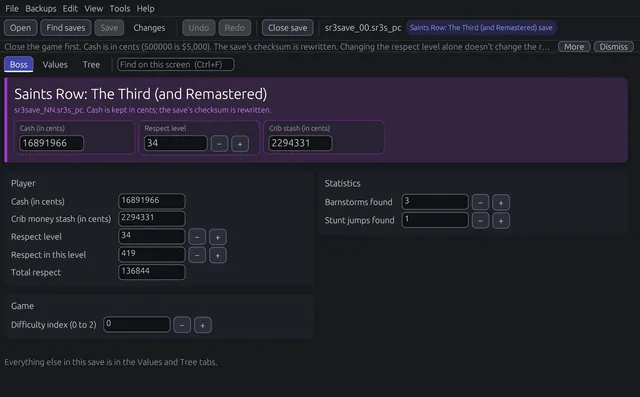 File Backups Edit View Tools Help
Open Find saves Save Changes Undo Redo Close save sr3save_00.sr3s_pc Saints Row: The Third (and Remastered) save
Close the game first. Cash is in cents (500000 is $5,000). The save's checksum is rewritten. Changing the respect level alone doesn't change the r... More Dismiss
Boss Values Tree Find on this screen (Ctrl+F)
Saints Row: The Third (and Remastered)
sr3save_NN.sr3s_pc. Cash is kept in cents; the save's checksum is rewritten.
Cash (in cents) Respect level Crib stash (in cents)
16891966 34 − + 2294331
Player Statistics
Cash (in cents) 16891966 Barnstorms found 3 − +
Crib money stash (in cents) 2294331 Stunt jumps found 1 − +
Respect level 34 − +
Respect in this level 419 − +
Total respect 136844
Game
Difficulty index (0 to 2) 0 − +
Everything else in this save is in the Values and Tree tabs.